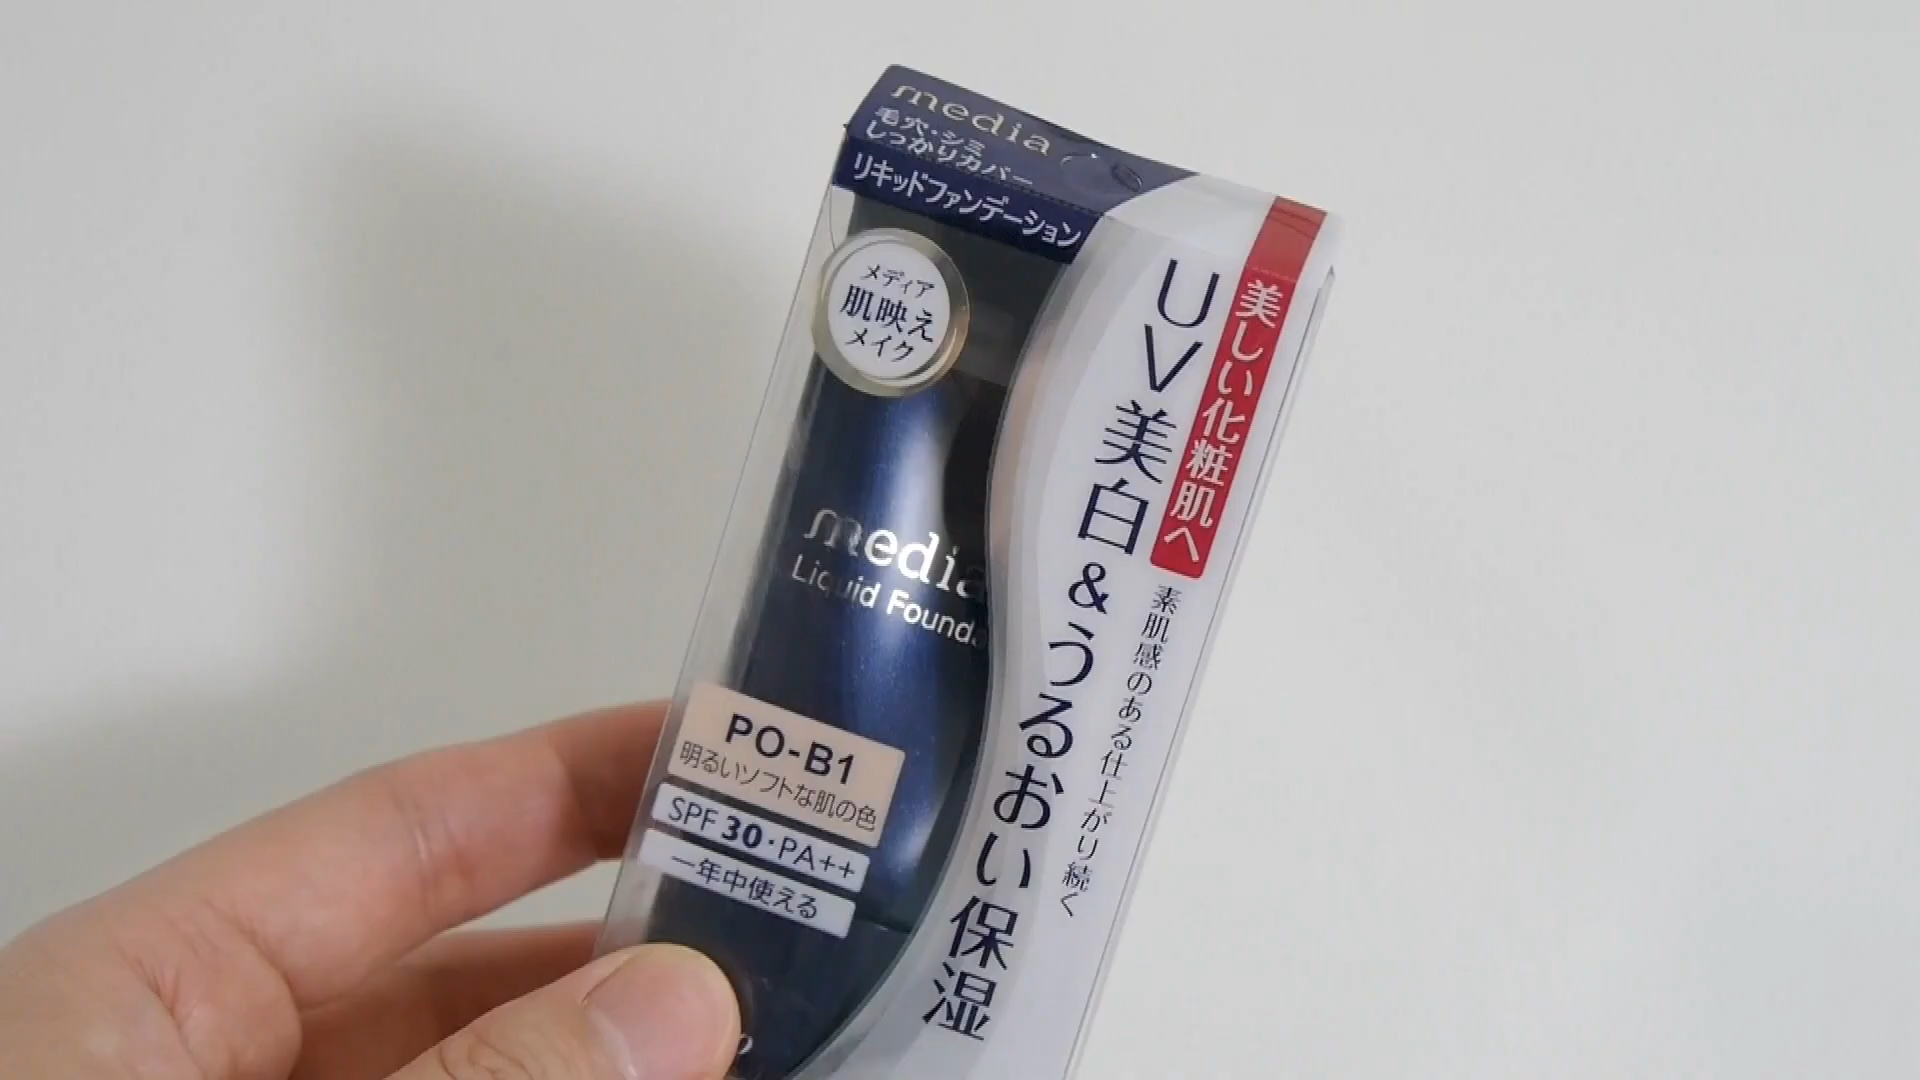 media
毛穴・シミ
しっかりカバー
リキッドファンデーション
メディア
肌映え
メイク
美しい化粧肌へ
UV美白&うるおい保湿
素肌感のある仕上がり続く
media
Liquid
PO-B1
明るいソフトな肌の色
SPF 30・PA++
一年中使える